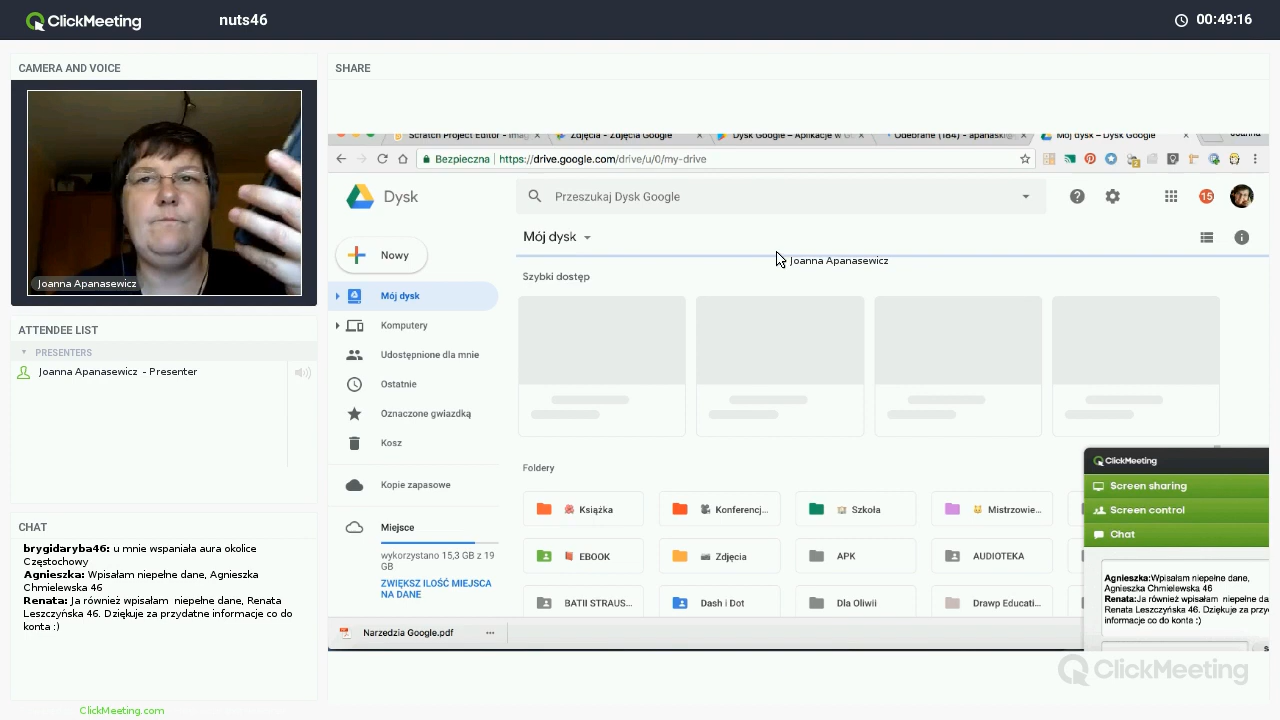 ClickMeeting
nuts46
00:49:16
CAMERA AND VOICE
Joanna Apanasewicz
ATTENDEE LIST
PRESENTERS
Joanna Apanasewicz - Presenter
CHAT
brygidaryba46: u mnie wspaniała aura okolice
Częstochowy
Agnieszka: Wpisałam niepełne dane, Agnieszka
Chmielewska 46
Renata: Ja również wpisałam niepełne dane, Renata
Leszczyńska 46. Dziękuje za przydatne informacje co do
konta :)
ClickMeeting.com
SHARE
Scratch Project Editor - Imag
Zdjęcia - Zdjęcia Google
Dysk Google – Aplikacje w G
Odebrane (184) - apanask
Mój dysk – Dysk Google
Joanna
Bezpieczna
https://drive.google.com/drive/u/0/my-drive
Dysk
Przeszukaj Dysk Google
15
Mój dysk
Joanna Apanasewicz
Nowy
Mój dysk
Komputery
Udostępnione dla mnie
Ostatnie
Oznaczone gwiazdką
Kosz
Kopie zapasowe
Miejsce
wykorzystano 15,3 GB z 19
GB
ZWIĘKSZ ILOŚĆ MIEJSCA
NA DANE
Szybki dostęp
Foldery
Książka
Konferencj...
Szkoła
Mistrzowie...
EBOOK
Zdjęcia
APK
AUDIOTEKA
BATII STRAUS...
Dash i Dot
Dla Oliwii
Drawp Educati...
Narzedzia Google.pdf
ClickMeeting
Screen sharing
Screen control
Chat
Agnieszka:Wpisałam niepełne dane,
Agnieszka Chmielewska 46
Renata:Ja również wpisałam niepełne da
Renata Leszczyńska 46. Dziękuje za przy
informacje co do konta :)
ClickMeeting